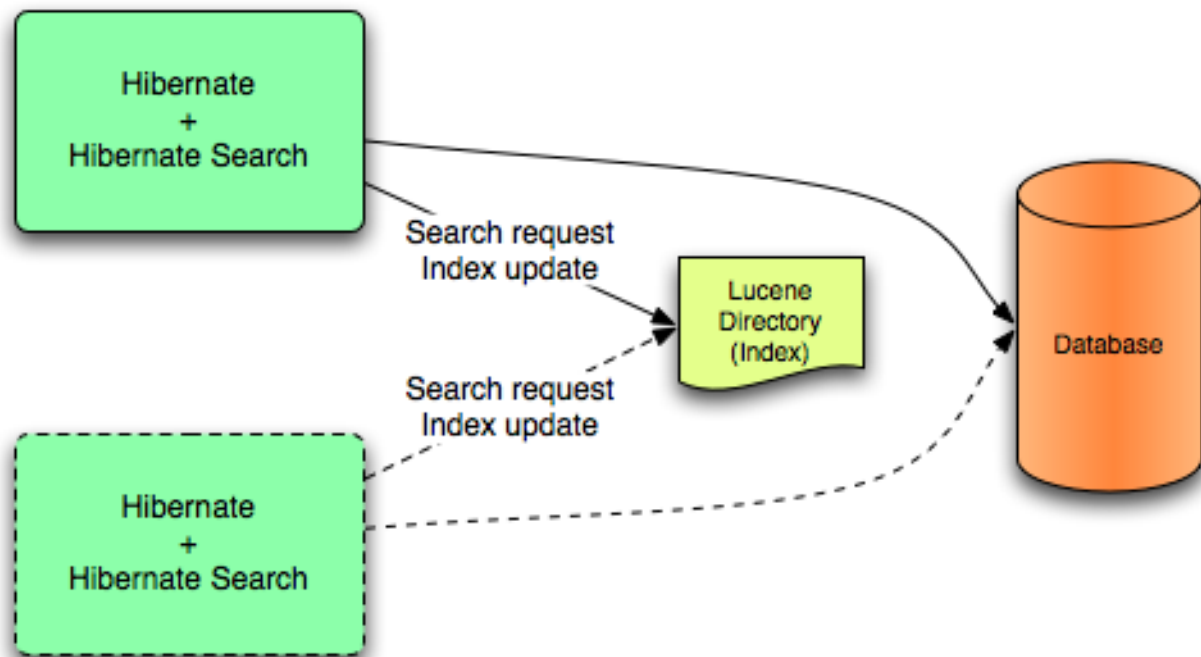 Hibernate
+
Hibernate Search
Search request
Index update
Lucene
Directory
(Index)
Database
Search request
Index update
Hibernate
+
Hibernate Search